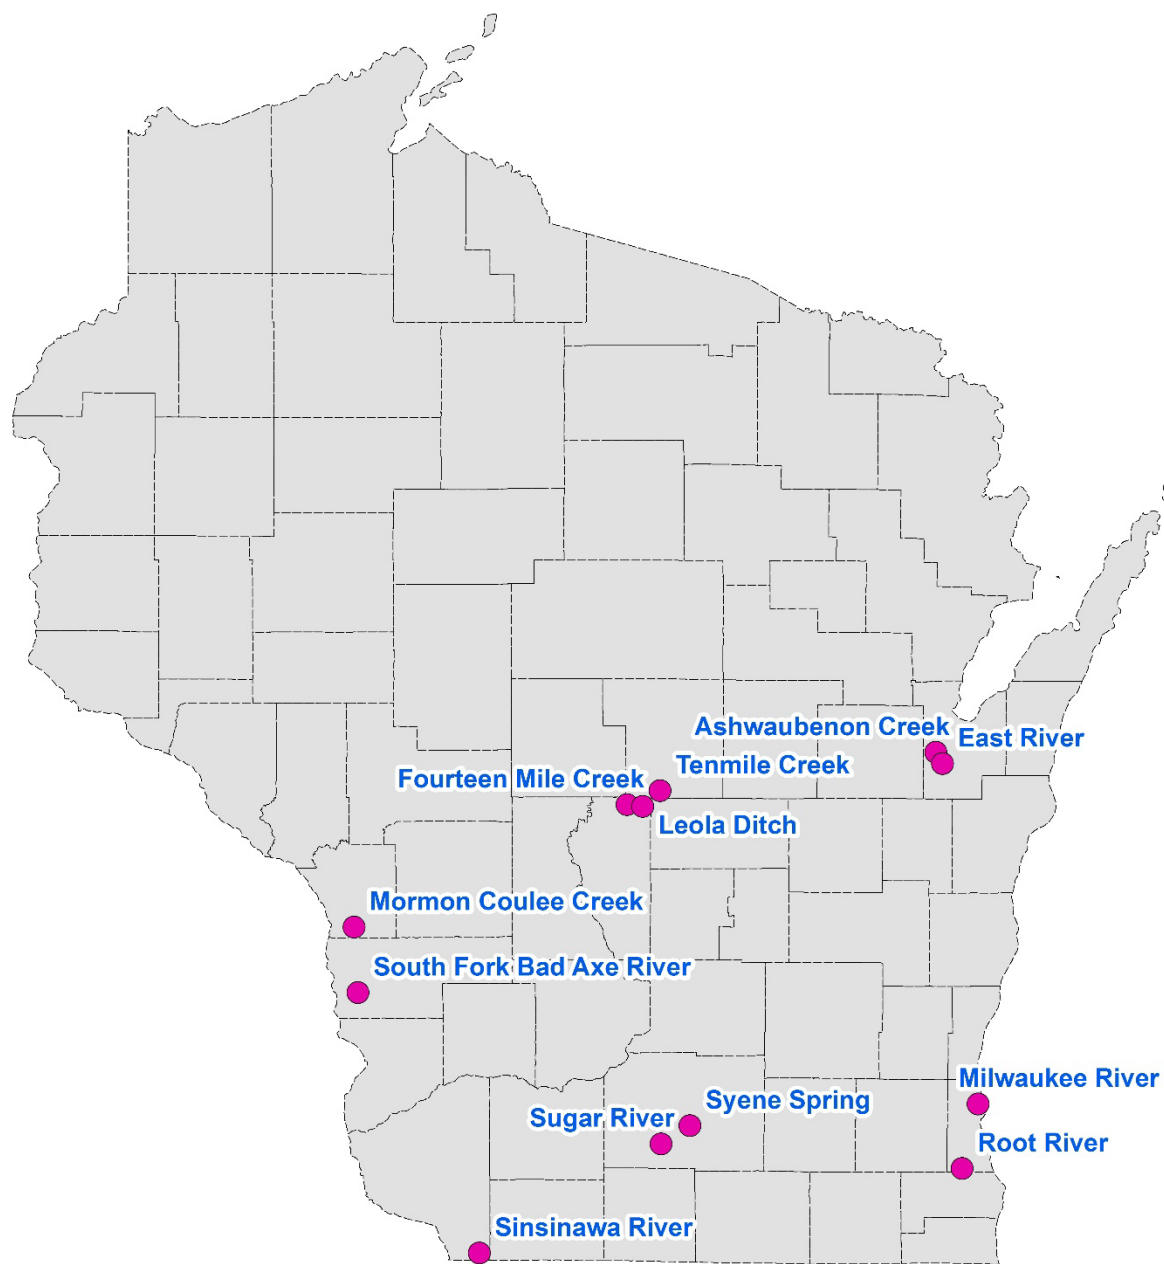 Ashwaubenon Creek
East River
Tenmile Creek
Fourteen Mile Creek
Leola Ditch
Mormon Coulee Creek
South Fork Bad Axe River
Milwaukee River
Syene Spring
Sugar River
Root River
Sinsinawa River